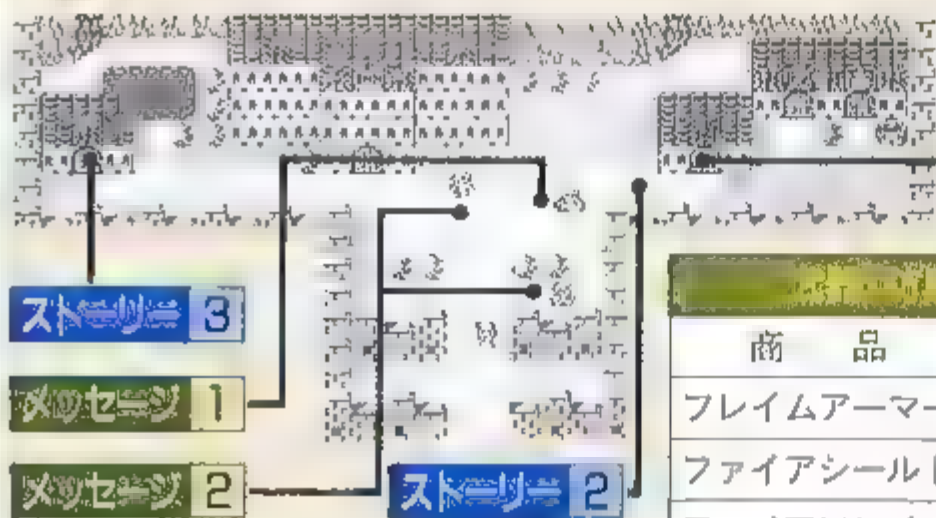 ストーリー 3
メッセージ 1
メッセージ 2
ストーリー 2
商 品
フレイムアーマー
ファイアシールド